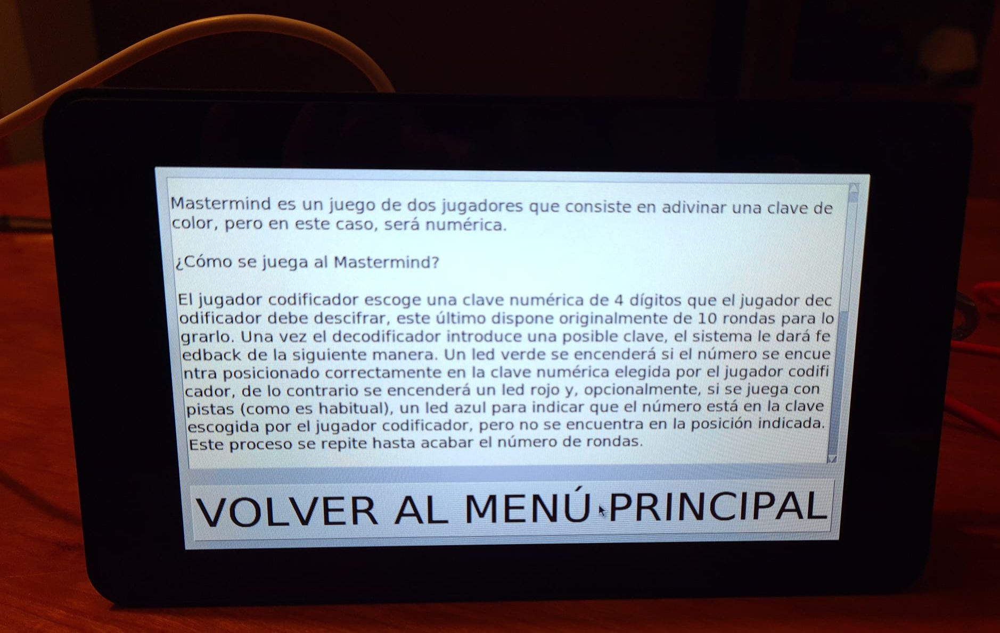 Mastermind es un juego de dos jugadores que consiste en adivinar una clave de
color, pero en este caso, será numérica.
¿Cómo se juega al Mastermind?
El jugador codificador escoge una clave numérica de 4 dígitos que el jugador dec
odificador debe descifrar, este último dispone originalmente de 10 rondas para lo
grarlo. Una vez el decodificador introduce una posible clave, el sistema le dará fe
edback de la siguiente manera. Un led verde se encenderá si el número se encue
ntra posicionado correctamente en la clave numérica elegida por el jugador codifi
cador, de lo contrario se encenderá un led rojo y, opcionalmente, si se juega con
pistas (como es habitual), un led azul para indicar que el número está en la clave
escogida por el jugador codificador, pero no se encuentra en la posición indicada.
Este proceso se repite hasta acabar el número de rondas.
VOLVER AL MENÚ PRINCIPAL